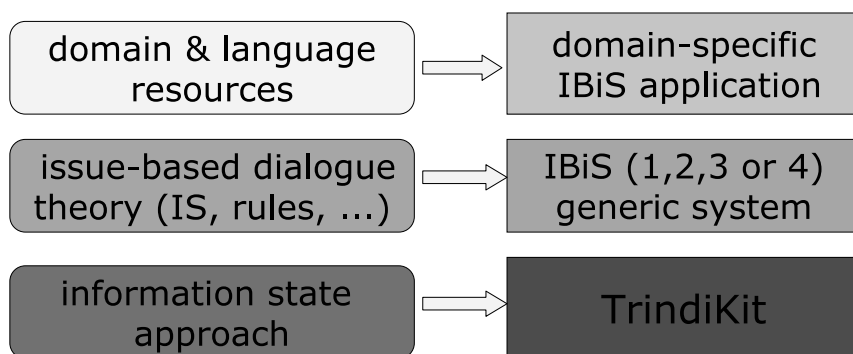 domain & language
resources
domain-specific
IBiS application
issue-based dialogue
theory (IS, rules, ...)
IBiS (1,2,3 or 4)
generic system
information state
approach
TrindiKit